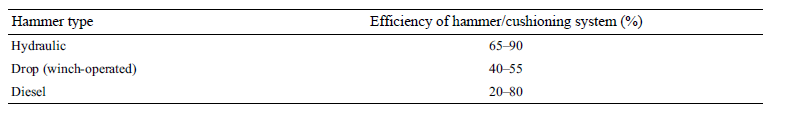 Hammer type Efficiency of hammer/cushioning system (%)
Hydraulic 65–90
Drop (winch-operated) 40–55
Diesel 20–80